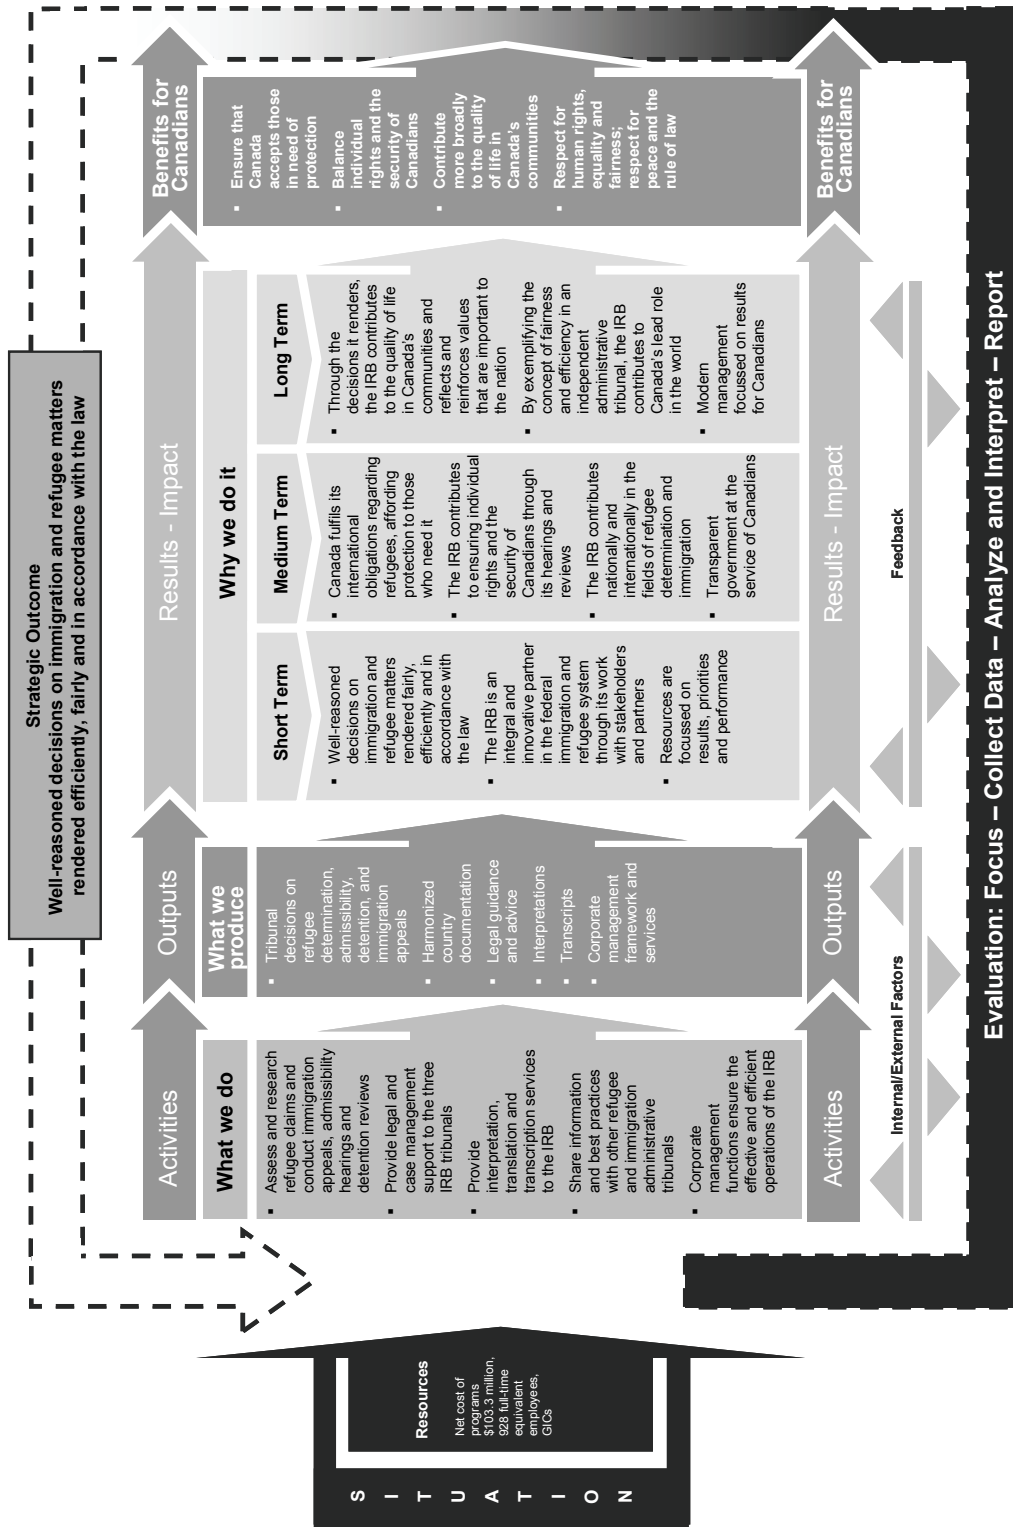 Strategic Outcome
Well-reasoned decisions on immigration and refugee matters
rendered efficiently, fairly and in accordance with the law
S
I
T
U
A
T
I
O
N
Resources
Net cost of
programs
$103.3 million,
928 full-time
equivalent
employees,
GICs
Activities
What we do
▪ Assess and research
refugee claims and
conduct immigration
appeals, admissibility
hearings and
detention reviews
▪ Provide legal and
case management
support to the three
IRB tribunals
▪ Provide
interpretation,
translation and
transcription services
to the IRB
▪ Share information
and best practices
with other refugee
and immigration
administrative
tribunals
▪ Corporate
management
functions ensure the
effective and efficient
operations of the IRB
Activities
Outputs
What we
produce
▪ Tribunal
decisions on
refugee
determination,
admissibility,
detention, and
immigration
appeals
▪ Harmonized
country
documentation
▪ Legal guidance
and advice
▪ Interpretations
▪ Transcripts
▪ Corporate
management
framework and
services
Outputs
Results - Impact
Why we do it
Short Term
▪ Well-reasoned
decisions on
immigration and
refugee matters
rendered fairly,
efficiently and in
accordance with
the law
▪ The IRB is an
integral and
innovative partner
in the federal
immigration and
refugee system
through its work
with stakeholders
and partners
▪ Resources are
focussed on
results, priorities
and performance
Medium Term
▪ Canada fulfils its
international
obligations regarding
refugees, affording
protection to those
who need it
▪ The IRB contributes
to ensuring individual
rights and the
security of
Canadians through
its hearings and
reviews
▪ The IRB contributes
nationally and
internationally in the
fields of refugee
determination and
immigration
▪ Transparent
government at the
service of Canadians
Long Term
▪ Through the
decisions it renders,
the IRB contributes
to the quality of life
in Canada's
communities and
reflects and
reinforces values
that are important to
the nation
▪ By exemplifying the
concept of fairness
and efficiency in an
independent
administrative
tribunal, the IRB
contributes to
Canada's lead role
in the world
▪ Modern
management
focussed on results
for Canadians
Results - Impact
Benefits for
Canadians
▪ Ensure that
Canada
accepts those
in need of
protection
▪ Balance
individual
rights and the
security of
Canadians
▪ Contribute
more broadly
to the quality
of life in
Canada's
communities
▪ Respect for
human rights,
equality and
fairness;
respect for
peace and the
rule of law
Benefits for
Canadians
Internal/External Factors
Feedback
Evaluation: Focus – Collect Data – Analyze and Interpret – Report